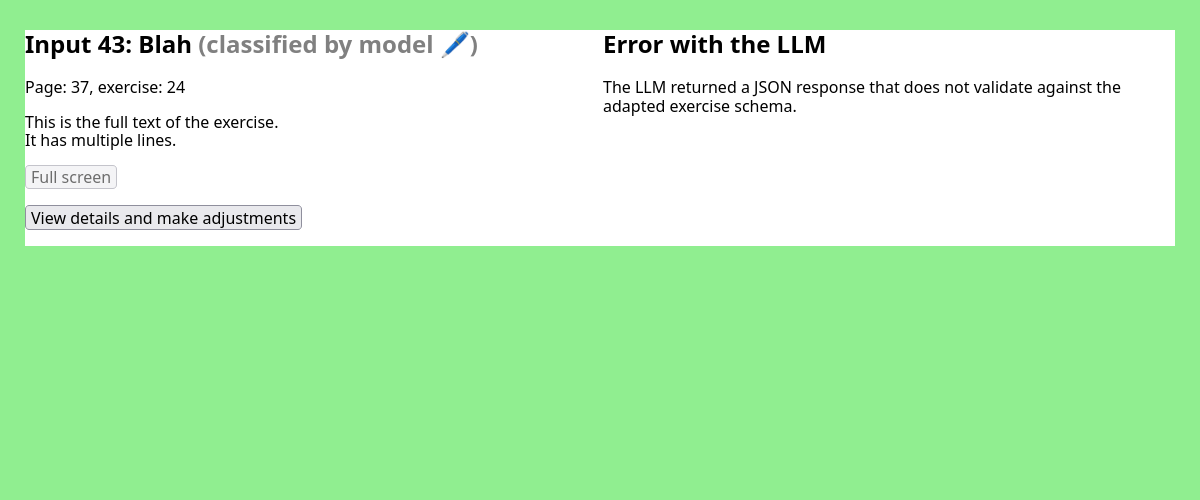 Input 43: Blah (classified by model 🖊️)
Page: 37, exercise: 24
This is the full text of the exercise.
It has multiple lines.
Full screen
View details and make adjustments
Error with the LLM
The LLM returned a JSON response that does not validate against the
adapted exercise schema.